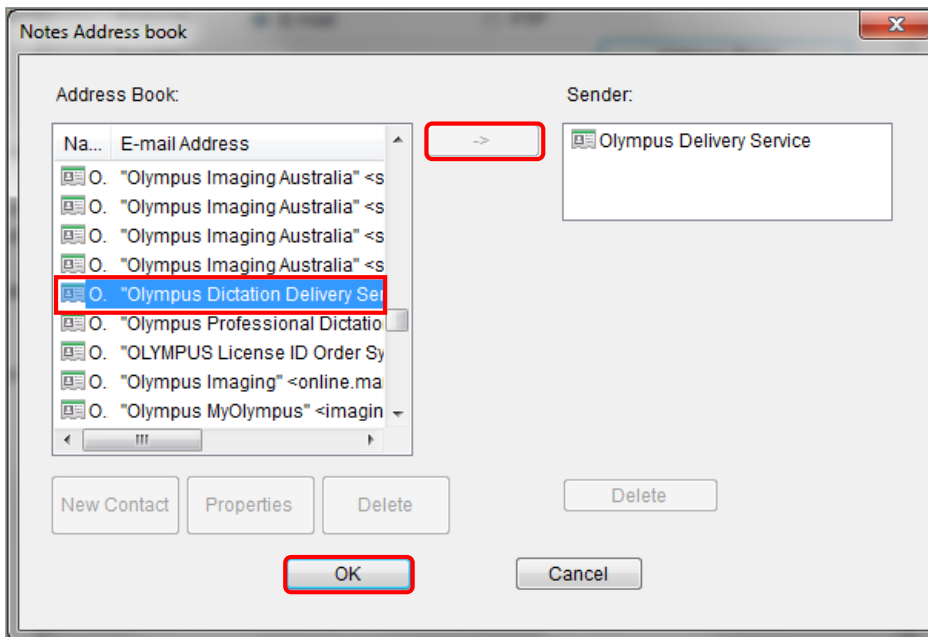 Notes Address book
Address Book:
Sender:
Na... E-mail Address
->
Olympus Delivery Service
O. "Olympus Imaging Australia" <s
O. "Olympus Imaging Australia" <s
O. "Olympus Imaging Australia" <s
O. "Olympus Imaging Australia" <s
O. "Olympus Dictation Delivery Ser
O. "Olympus Professional Dictatio
O. "OLYMPUS License ID Order Sy
O. "Olympus Imaging" <online.ma
O. "Olympus MyOlympus" <imagin
New Contact
Properties
Delete
Delete
OK
Cancel